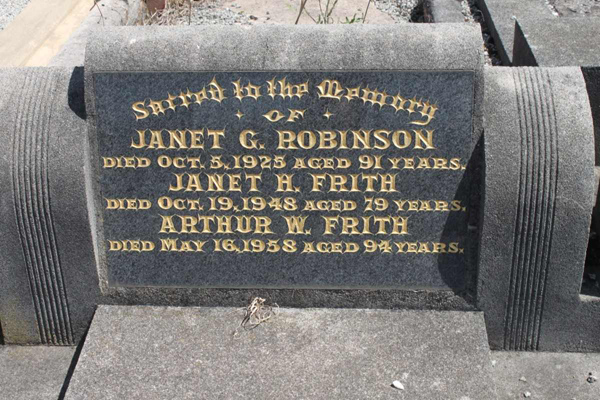 Sacred to the Memory
OF
JANET G. ROBINSON
DIED OCT. 5, 1925 AGED 91 YEARS.
JANET H. FRITH
DIED OCT. 19, 1948 AGED 79 YEARS.
ARTHUR W. FRITH
DIED MAY 16, 1958 AGED 94 YEARS.